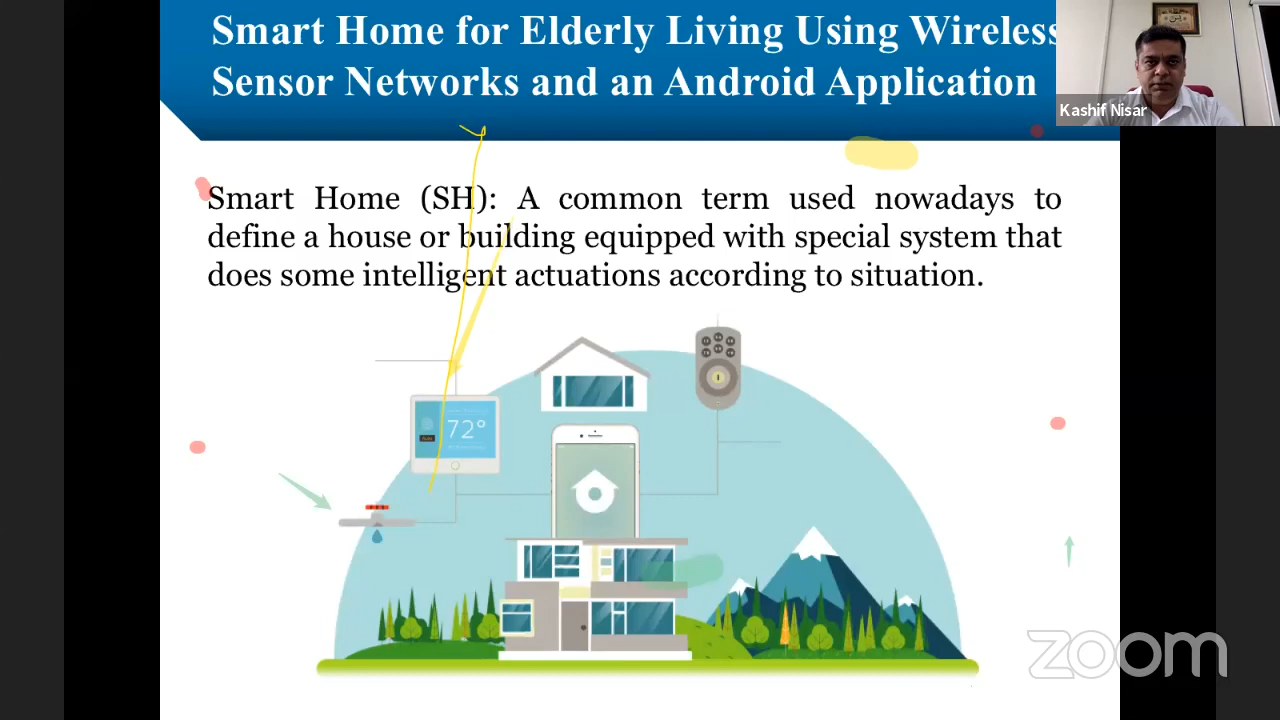 Smart Home for Elderly Living Using Wireless
Sensor Networks and an Android Application
Kashif Nisar
Smart Home (SH): A common term used nowadays to
define a house or building equipped with special system that
does some intelligent actuations according to situation.
72°
zoom